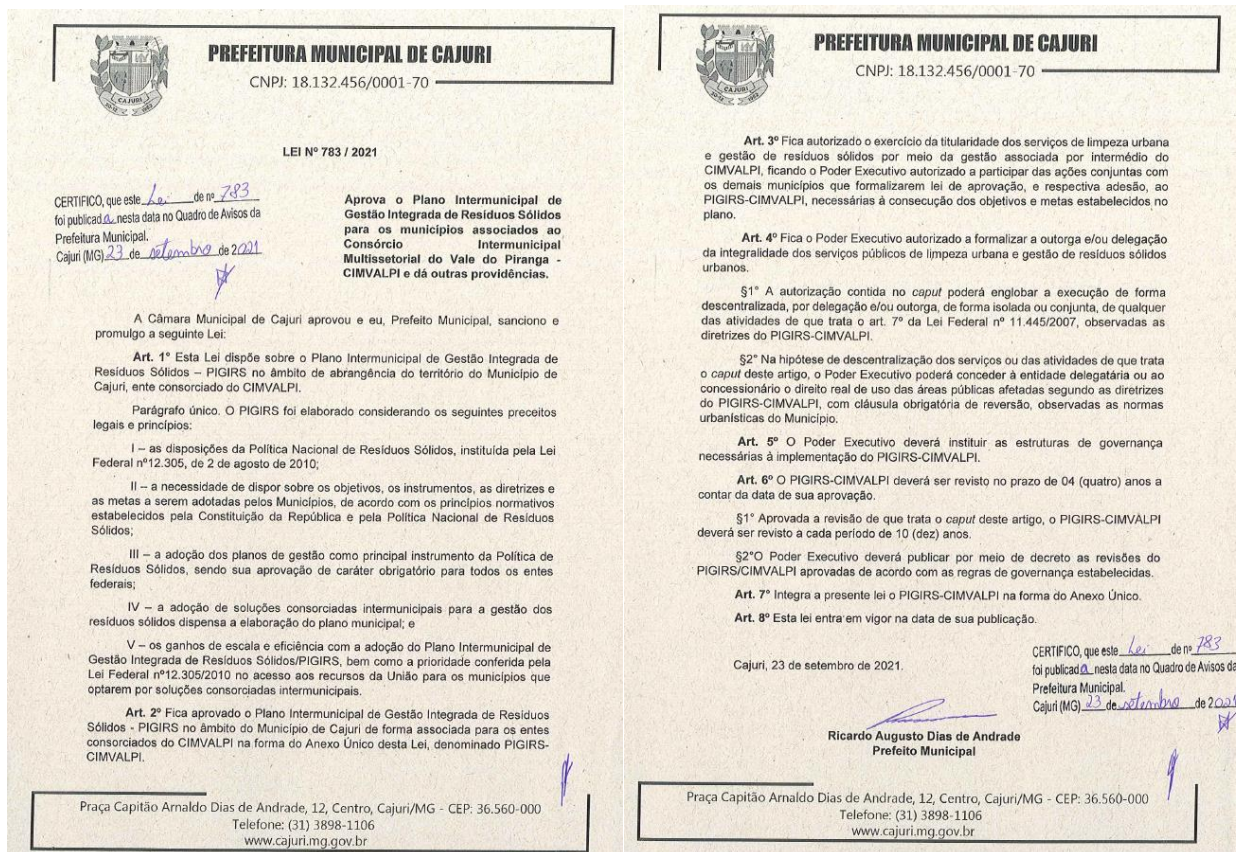 PREFEITURA MUNICIPAL DE CAJURI
CNPJ: 18.132.456/0001-70
CAJURI
LEI Nº 783 / 2021
CERTIFICO, que este Lei de nº 783
foi publicada nesta data no Quadro de Avisos da
Prefeitura Municipal.
Cajuri (MG) 23 de setembro de 2021
Aprova o Plano Intermunicipal de
Gestão Integrada de Resíduos Sólidos
para os municípios associados ao
Consórcio Intermunicipal
Multissetorial do Vale do Piranga -
CIMVALPI e dá outras providências.
A Câmara Municipal de Cajuri aprovou e eu, Prefeito Municipal, sanciono e
promulgo a seguinte Lei:
Art. 1° Esta Lei dispõe sobre o Plano Intermunicipal de Gestão Integrada de
Resíduos Sólidos – PIGIRS no âmbito de abrangência do território do Município de
Cajuri, ente consorciado do CIMVALPI.
Parágrafo único. O PIGIRS foi elaborado considerando os seguintes preceitos
legais e princípios:
I – as disposições da Política Nacional de Resíduos Sólidos, instituída pela Lei
Federal nº12.305, de 2 de agosto de 2010;
II – a necessidade de dispor sobre os objetivos, os instrumentos, as diretrizes e
as metas a serem adotadas pelos Municípios, de acordo com os princípios normativos
estabelecidos pela Constituição da República e pela Política Nacional de Resíduos
Sólidos;
III – a adoção dos planos de gestão como principal instrumento da Política de
Resíduos Sólidos, sendo sua aprovação de caráter obrigatório para todos os entes
federais;
IV – a adoção de soluções consorciadas intermunicipais para a gestão dos
resíduos sólidos dispensa a elaboração do plano municipal; e
V – os ganhos de escala e eficiência com a adoção do Plano Intermunicipal de
Gestão Integrada de Resíduos Sólidos/PIGIRS, bem como a prioridade conferida pela
Lei Federal nº12.305/2010 no acesso aos recursos da União para os municípios que
optarem por soluções consorciadas intermunicipais.
Art. 2° Fica aprovado o Plano Intermunicipal de Gestão Integrada de Resíduos
Sólidos - PIGIRS no âmbito do Município de Cajuri de forma associada para os entes
consorciados do CIMVALPI na forma do Anexo Único desta Lei, denominado PIGIRS-
CIMVALPI.
Praça Capitão Arnaldo Dias de Andrade, 12, Centro, Cajuri/MG - CEP: 36.560-000
Telefone: (31) 3898-1106
www.cajuri.mg.gov.br
PREFEITURA MUNICIPAL DE CAJURI
CNPJ: 18.132.456/0001-70
CAJURI
Art. 3° Fica autorizado o exercício da titularidade dos serviços de limpeza urbana
e gestão de resíduos sólidos por meio da gestão associada por intermédio do
CIMVALPI, ficando o Poder Executivo autorizado a participar das ações conjuntas com
os demais municípios que formalizarem lei de aprovação, e respectiva adesão, ao
PIGIRS-CIMVALPI, necessárias à consecução dos objetivos e metas estabelecidos no
plano.
Art. 4° Fica o Poder Executivo autorizado a formalizar a outorga e/ou delegação
da integralidade dos serviços públicos de limpeza urbana e gestão de resíduos sólidos
urbanos.
§1° A autorização contida no caput poderá englobar a execução de forma
descentralizada, por delegação e/ou outorga, de forma isolada ou conjunta, de qualquer
das atividades de que trata o art. 7º da Lei Federal nº 11.445/2007, observadas as
diretrizes do PIGIRS-CIMVALPI.
§2° Na hipótese de descentralização dos serviços ou das atividades de que trata
o caput deste artigo, o Poder Executivo poderá conceder à entidade delegatária ou ao
concessionário o direito real de uso das áreas públicas afetadas segundo as diretrizes
do PIGIRS-CIMVALPI, com cláusula obrigatória de reversão, observadas as normas
urbanísticas do Município.
Art. 5° O Poder Executivo deverá instituir as estruturas de governança
necessárias à implementação do PIGIRS-CIMVALPI.
Art. 6° O PIGIRS-CIMVALPI deverá ser revisto no prazo de 04 (quatro) anos a
contar da data de sua aprovação.
§1° Aprovada a revisão de que trata o caput deste artigo, o PIGIRS-CIMVALPI
deverá ser revisto a cada período de 10 (dez) anos.
§2°O Poder Executivo deverá publicar por meio de decreto as revisões do
PIGIRS/CIMVALPI aprovadas de acordo com as regras de governança estabelecidas.
Art. 7° Integra a presente lei o PIGIRS-CIMVALPI na forma do Anexo Único.
Art. 8° Esta lei entra em vigor na data de sua publicação.
Cajuri, 23 de setembro de 2021.
CERTIFICO, que este Lei de nº 783
foi publicada nesta data no Quadro de Avisos da
Prefeitura Municipal.
Cajuri (MG) 23 de setembro de 2021
Ricardo Augusto Dias de Andrade
Prefeito Municipal
Praça Capitão Arnaldo Dias de Andrade, 12, Centro, Cajuri/MG - CEP: 36.560-000
Telefone: (31) 3898-1106
www.cajuri.mg.gov.br